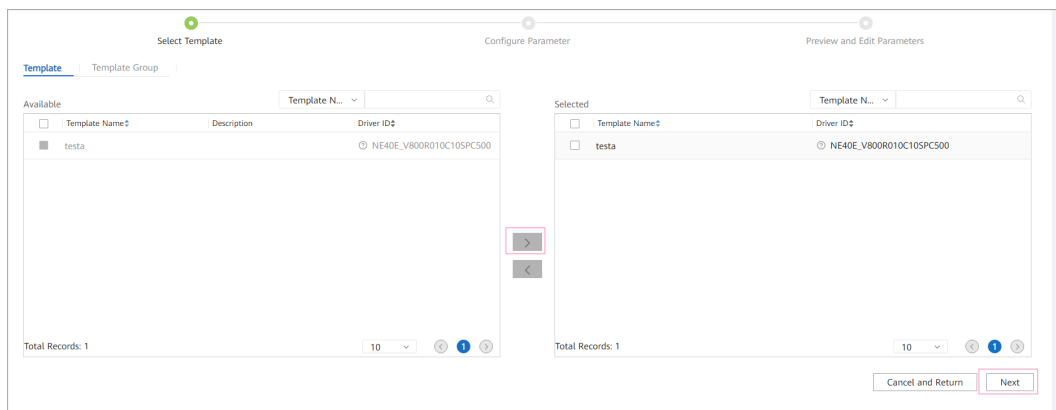 Select Template
Configure Parameter
Preview and Edit Parameters
Template
Template Group
Available
Template N...
Template Name
Description
Driver ID
testa
NE40E_V800R010C10SPC500
Total Records: 1
10
1
Selected
Template N...
Template Name
Driver ID
testa
NE40E_V800R010C10SPC500
Total Records: 1
10
1
Cancel and Return
Next